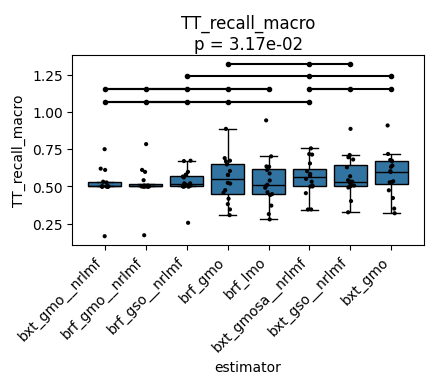 TT_recall_macro
p = 3.17e-02
TT_recall_macro
1.25
1.00
0.75
0.50
0.25
bxt_gmo__nrlmf
brf_gmo__nrlmf
brf_gso__nrlmf
brf_gmo
brf_lmo
bxt_gmosa__nrlmf
bxt_gso__nrlmf
bxt_gmo
estimator